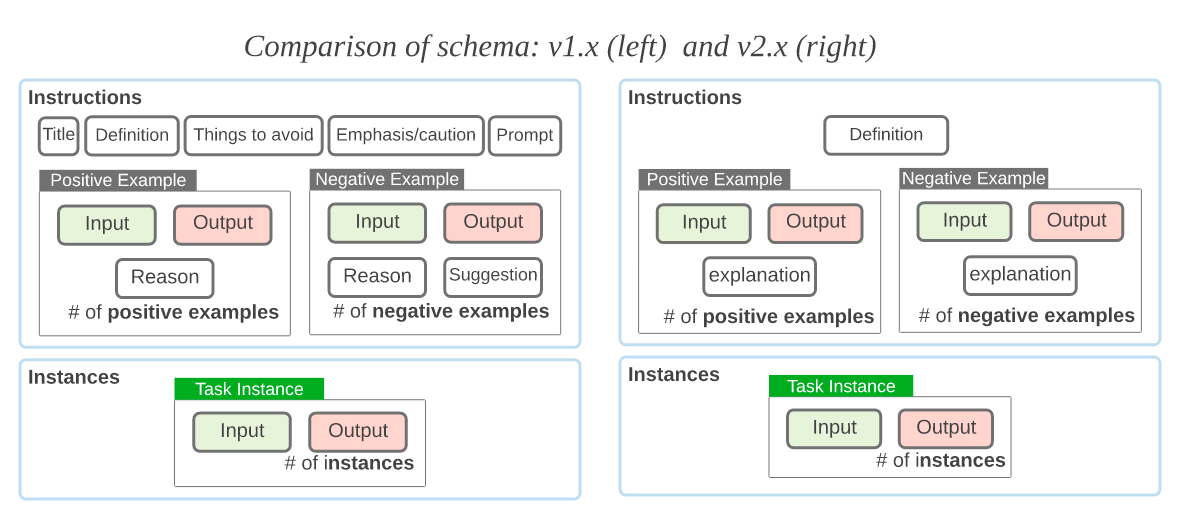 Comparison of schema: v1.x (left) and v2.x (right)
Instructions
Title Definition Things to avoid Emphasis/caution Prompt
Positive Example
Input Output
Reason
# of positive examples
Negative Example
Input Output
Reason Suggestion
# of negative examples
Instances
Task Instance
Input Output
# of instances
Instructions
Definition
Positive Example
Input Output
explanation
# of positive examples
Negative Example
Input Output
explanation
# of negative examples
Instances
Task Instance
Input Output
# of instances